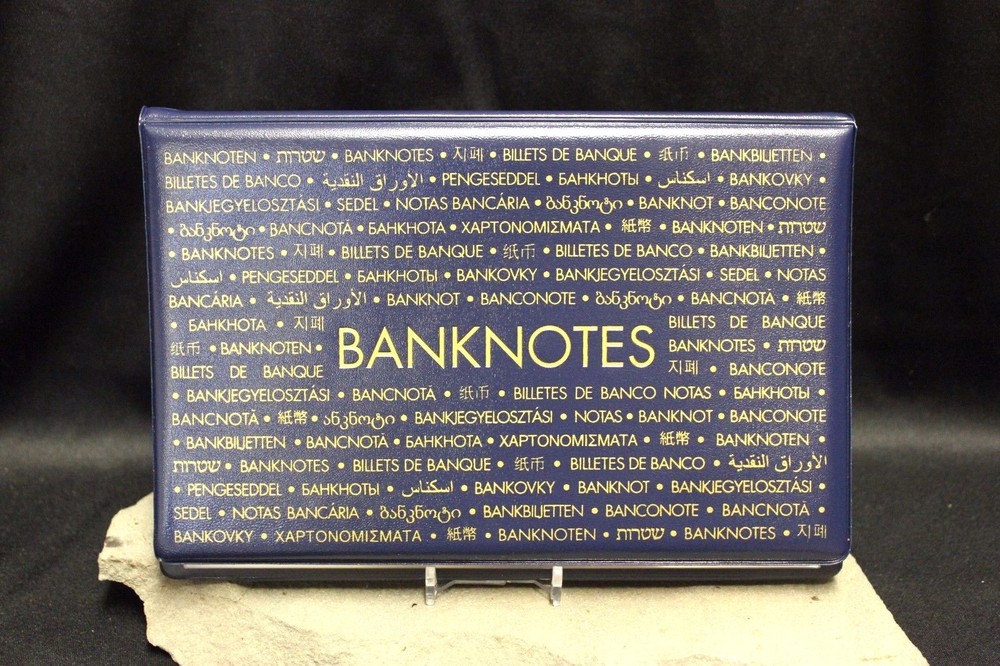 BANKNOTEN • שטרות • BANKNOTES • 지폐 • BILLETS DE BANQUE • 纸币 • BANKBILJETTEN •
BILLETES DE BANCO • الأوراق النقدية • PENGESEDDEL • БАНКНОТЫ • اسكناس • BANKOVKY •
BANKJEGYELOSZTÁSI • SEDEL • NOTAS BANCÁRIA • ბანკნოტი • BANKNOT • BANCONOTE
• ბანკნოტი • BANCNOTĂ • БАНКНОТА • ΧΑΡΤΟΝΟΜΙΣΜΑΤΑ • 紙幣 • BANKNOTEN • שטרות
• BANKNOTES • 지폐 • BILLETS DE BANQUE • 纸币 • BILLETES DE BANCO • BANKBILJETTEN •
اسكناس • PENGESEDDEL • БАНКНОТЫ • BANKOVKY • BANKJEGYELOSZTÁSI • SEDEL • NOTAS
BANCÁRIA • الأوراق النقدية • BANKNOT • BANCONOTE • ბანკნოტი • BANCNOTĂ • 紙幣
• БАНКНОТА • 지폐 BILLETS DE BANQUE
纸币 • BANKNOTEN • BANKNOTES BANKNOTES • שטרות
BILLETS DE BANQUE 지폐 • BANCONOTE
• BANKJEGYELOSZTÁSI • BANCNOTĂ • 纸币 • BILLETES DE BANCO NOTAS • БАНКНОТЫ •
BANCNOTĂ • 紙幣 • ანკნოტი • BANKJEGYELOSZTÁSI • NOTAS • BANKNOT • BANCONOTE
• BANKBILJETTEN • BANCNOTĂ • БАНКНОТА • ΧΑΡΤΟΝΟΜΙΣΜΑΤΑ • 紙幣 • BANKNOTEN •
שטרות • BANKNOTES • BILLETS DE BANQUE • 纸币 • BILLETES DE BANCO • الأوراق النقدية
• PENGESEDDEL • БАНКНОТЫ • اسكناس • BANKOVKY • BANKNOT • BANKJEGYELOSZTÁSI •
SEDEL • NOTAS BANCÁRIA • ბანკნოტი • BANKBILJETTEN • BANCONOTE • BANCNOTĂ •
BANKOVKY • ΧΑΡΤΟΝΟΜΙΣΜΑΤΑ • 紙幣 • BANKNOTEN • שטרות • BANKNOTES • 지폐